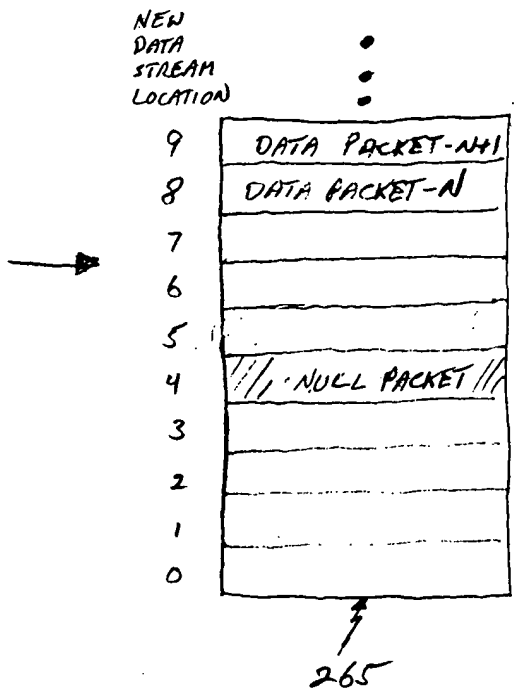 NEW
DATA
STREAM
LOCATION
9 DATA PACKET-N+1
8 DATA PACKET-N
7
6
5
4 NULL PACKET
3
2
1
0
265